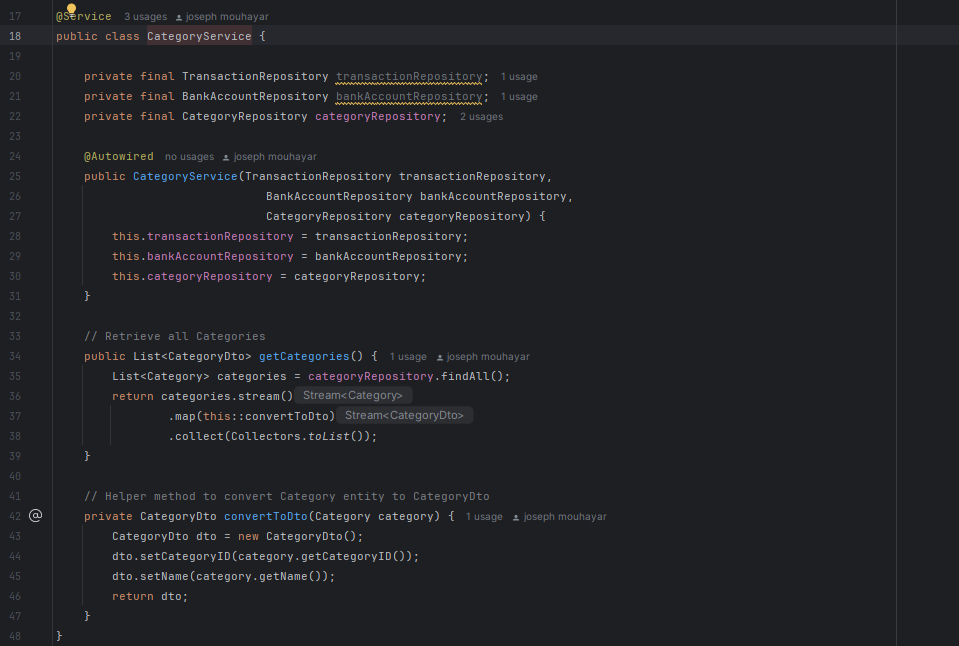 17 @Service 3 usages joseph mouhayar
18 public class CategoryService {
19
20 private final TransactionRepository transactionRepository; 1 usage
21 private final BankAccountRepository bankAccountRepository; 1 usage
22 private final CategoryRepository categoryRepository; 2 usages
23
24 @Autowired no usages joseph mouhayar
25 public CategoryService(TransactionRepository transactionRepository,
26 BankAccountRepository bankAccountRepository,
27 CategoryRepository categoryRepository) {
28 this.transactionRepository = transactionRepository;
29 this.bankAccountRepository = bankAccountRepository;
30 this.categoryRepository = categoryRepository;
31 }
32
33 // Retrieve all Categories
34 public List<CategoryDto> getCategories() { 1 usage joseph mouhayar
35 List<Category> categories = categoryRepository.findAll();
36 return categories.stream() Stream<Category>
37 .map(this::convertToDto) Stream<CategoryDto>
38 .collect(Collectors.toList());
39 }
40
41 // Helper method to convert Category entity to CategoryDto
42 @ private CategoryDto convertToDto(Category category) { 1 usage joseph mouhayar
43 CategoryDto dto = new CategoryDto();
44 dto.setCategoryID(category.getCategoryID());
45 dto.setName(category.getName());
46 return dto;
47 }
48 }